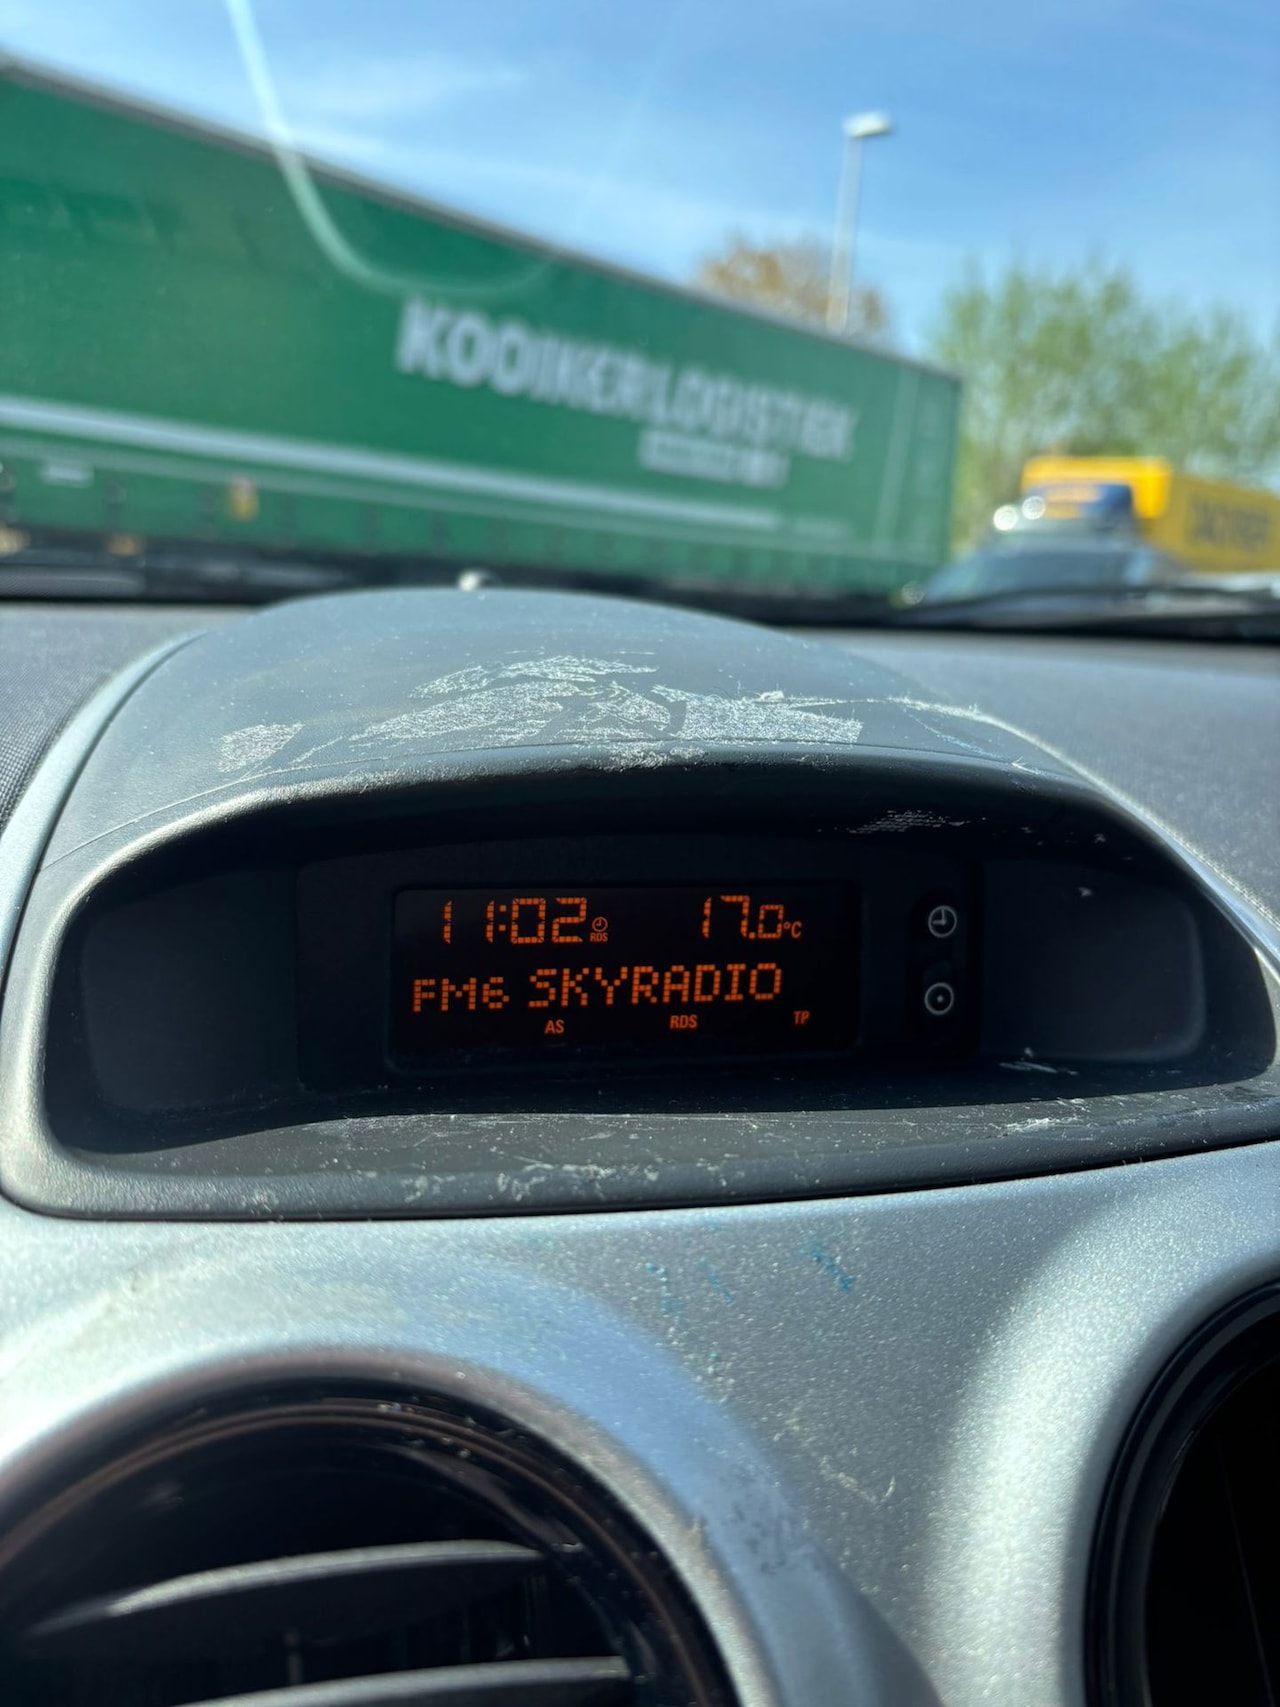 KOOIKER LOGISTIEK
11:02 RDS 17.0°C
FM6 SKYRADIO
AS RDS TP